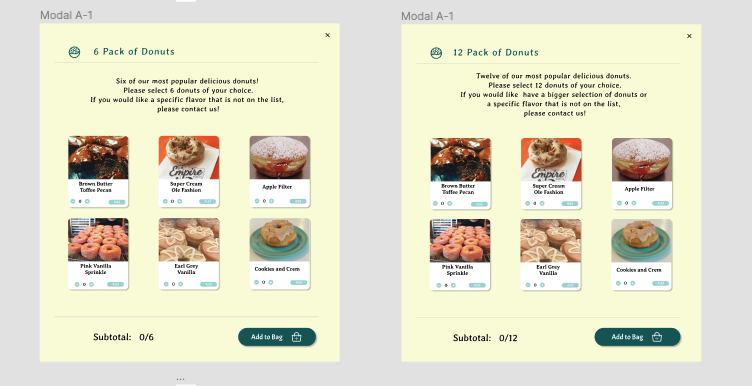 Modal A-1
6 Pack of Donuts
Six of our most popular delicious donuts!
Please select 6 donuts of your choice.
If you would like a specific flavor that is not on the list,
please contact us!
Brown Butter
Toffee Pecan
0
Super Cream
Ole Fashion
0
Apple Filter
0
Pink Vanilla
Sprinkle
0
Earl Grey
Vanilla
0
Cookies and Crem
0
Subtotal: 0/6
Add to Bag
...
Modal A-1
12 Pack of Donuts
Twelve of our most popular delicious donuts.
Please select 12 donuts of your choice.
If you would like have a bigger selection of donuts or
a specific flavor that is not on the list,
please contact us!
Brown Butter
Toffee Pecan
0
Super Cream
Ole Fashion
Empire
0
Apple Filter
0
Pink Vanilla
Sprinkle
0
Earl Grey
Vanilla
0
Cookies and Crem
0
Subtotal: 0/12
Add to Bag